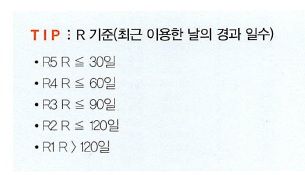 TIP : R 기준(최근 이용한 날의 경과 일수)
• R5 R ≦ 30일
• R4 R ≦ 60일
• R3 R ≦ 90일
• R2 R ≦ 120일
• R1 R > 120일